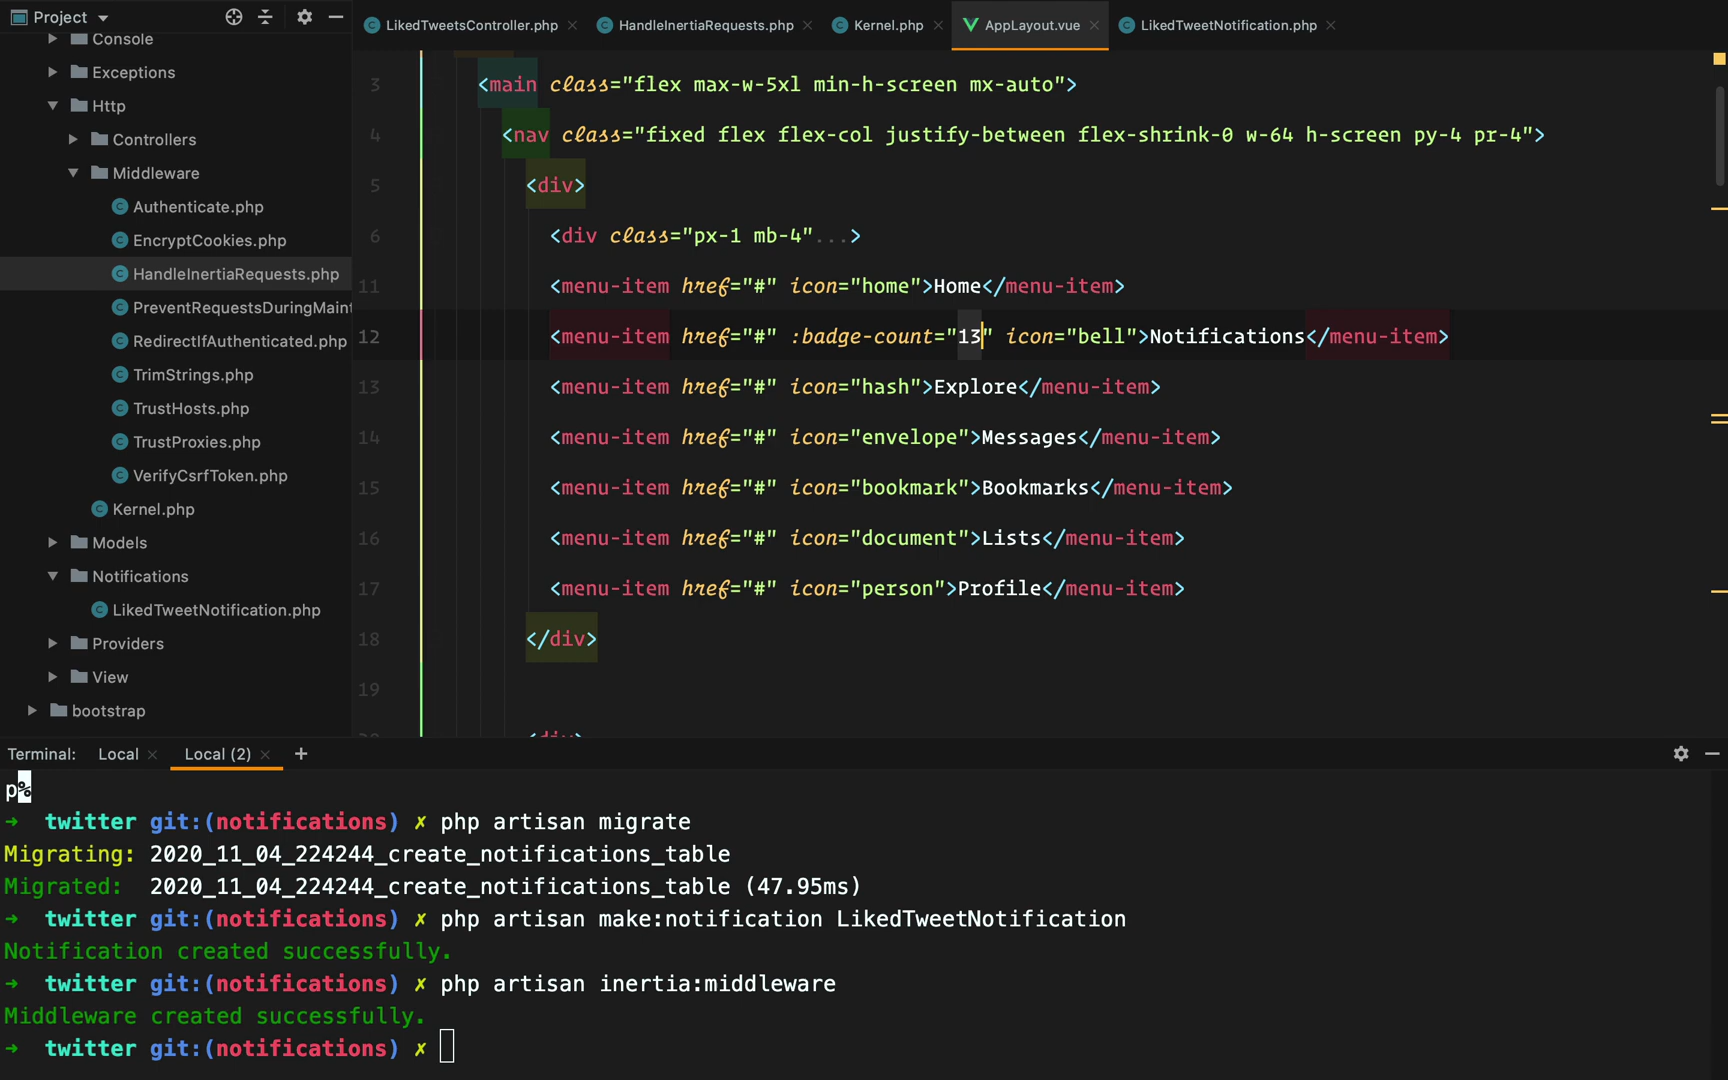 Project
LikedTweetsController.php
HandleInertiaRequests.php
Kernel.php
AppLayout.vue
LikedTweetNotification.php
Console
Exceptions
Http
Controllers
Middleware
Authenticate.php
EncryptCookies.php
HandleInertiaRequests.php
PreventRequestsDuringMaint
RedirectIfAuthenticated.php
TrimStrings.php
TrustHosts.php
TrustProxies.php
VerifyCsrfToken.php
Kernel.php
Models
Notifications
LikedTweetNotification.php
Providers
View
bootstrap
3 <main class="flex max-w-5xl min-h-screen mx-auto">
4 <nav class="fixed flex flex-col justify-between flex-shrink-0 w-64 h-screen py-4 pr-4">
5 <div>
6 <div class="px-1 mb-4"...>
11 <menu-item href="#" icon="home">Home</menu-item>
12 <menu-item href="#" :badge-count="13" icon="bell">Notifications</menu-item>
13 <menu-item href="#" icon="hash">Explore</menu-item>
14 <menu-item href="#" icon="envelope">Messages</menu-item>
15 <menu-item href="#" icon="bookmark">Bookmarks</menu-item>
16 <menu-item href="#" icon="document">Lists</menu-item>
17 <menu-item href="#" icon="person">Profile</menu-item>
18 </div>
19
20 <div>
Terminal: Local Local (2) +
p%
→ twitter git:(notifications) ✗ php artisan migrate
Migrating: 2020_11_04_224244_create_notifications_table
Migrated: 2020_11_04_224244_create_notifications_table (47.95ms)
→ twitter git:(notifications) ✗ php artisan make:notification LikedTweetNotification
Notification created successfully.
→ twitter git:(notifications) ✗ php artisan inertia:middleware
Middleware created successfully.
→ twitter git:(notifications) ✗